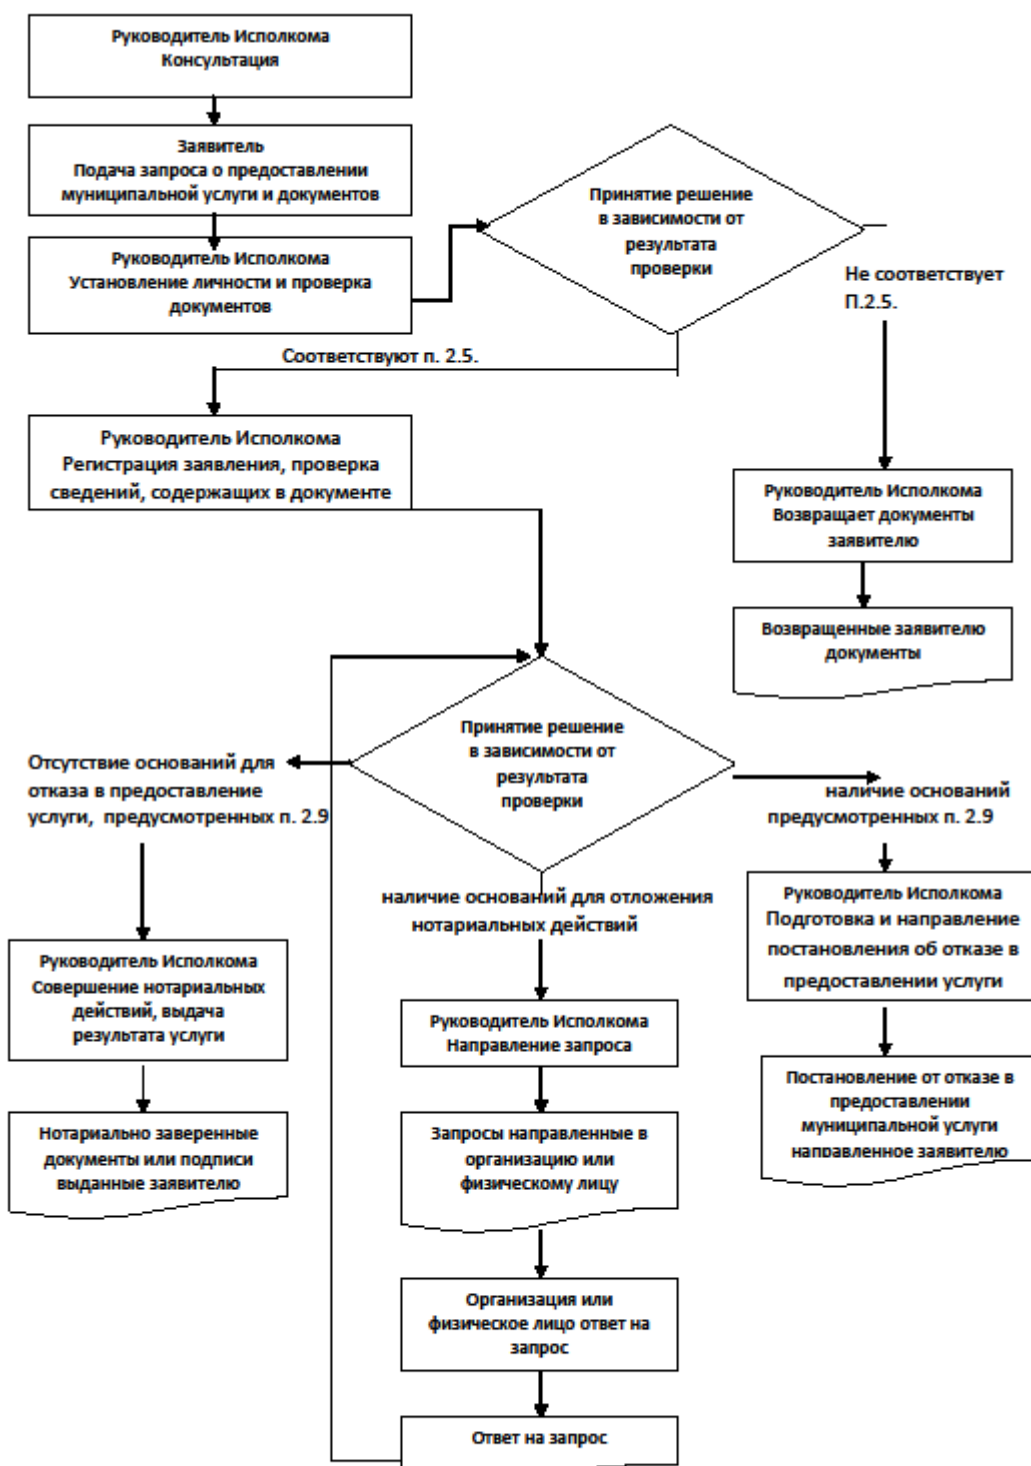 Руководитель Исполкома
Консультация
Заявитель
Подача запроса о предоставлении
муниципальной услуги и документов
Руководитель Исполкома
Установление личности и проверка
документов
Принятие решение
в зависимости от
результата
проверки
Не соответствует
П.2.5.
Соответствуют п. 2.5.
Руководитель Исполкома
Регистрация заявления, проверка
сведений, содержащих в документе
Руководитель Исполкома
Возвращает документы
заявителю
Возвращенные заявителю
документы
Принятие решение
в зависимости от
результата
проверки
Отсутствие оснований для
отказа в предоставление
услуги, предусмотренных п. 2.9
наличие оснований
предусмотренных п. 2.9
наличие оснований для отложения
нотариальных действий
Руководитель Исполкома
Подготовка и направление
постановления об отказе в
предоставлении услуги
Руководитель Исполкома
Совершение нотариальных
действий, выдача
результата услуги
Руководитель Исполкома
Направление запроса
Постановление от отказе в
предоставлении
муниципальной услуги
направленное заявителю
Нотариально заверенные
документы или подписи
выданные заявителю
Запросы направленные в
организацию или
физическому лицу
Организация или
физическое лицо ответ на
запрос
Ответ на запрос